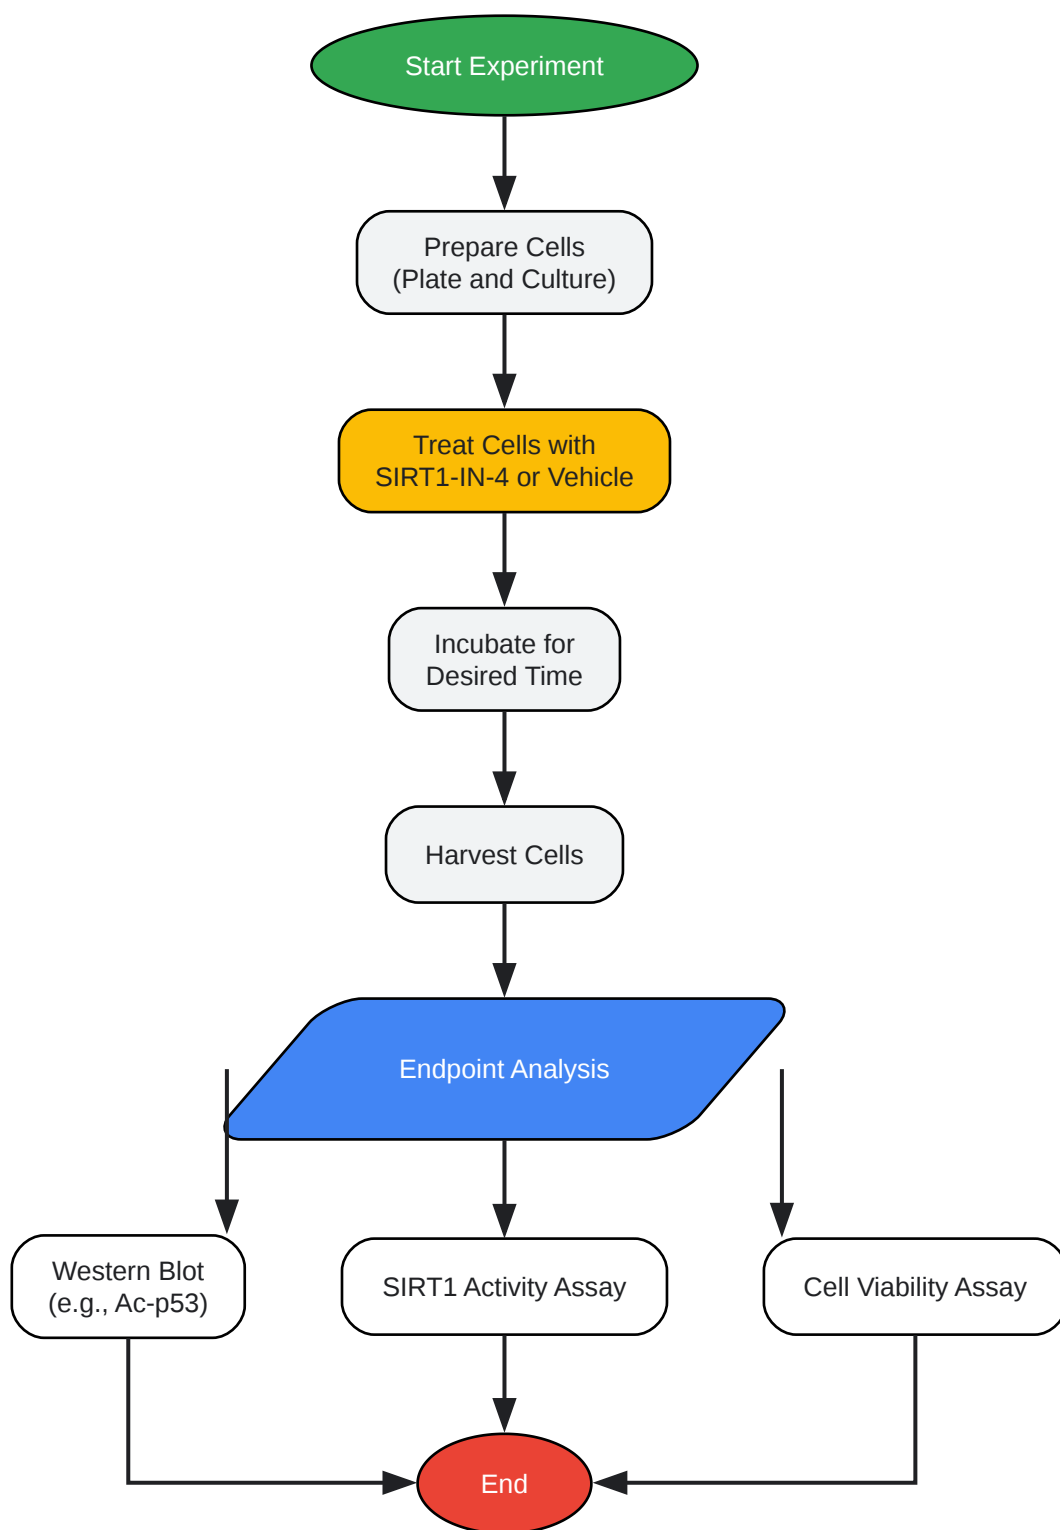 Start Experiment
Prepare Cells
(Plate and Culture)
Treat Cells with
SIRT1-IN-4 or Vehicle
Incubate for
Desired Time
Harvest Cells
Endpoint Analysis
Western Blot
(e.g., Ac-p53)
SIRT1 Activity Assay
Cell Viability Assay
End